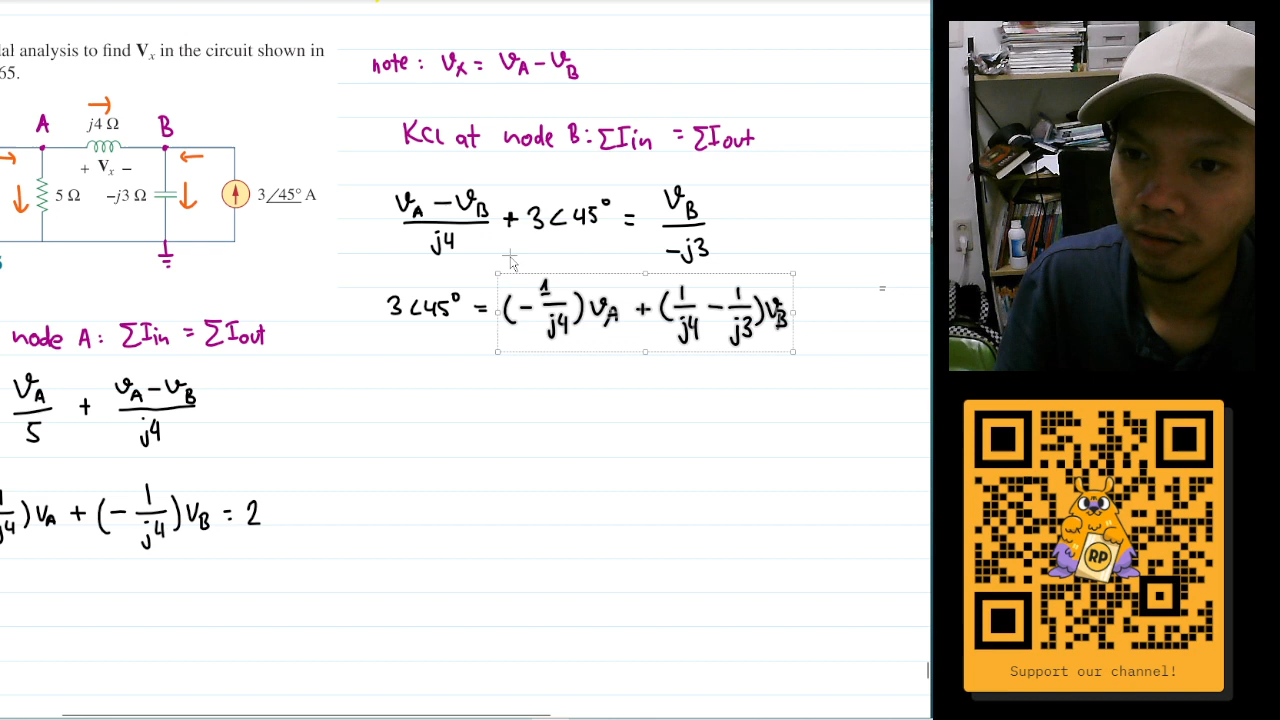 dal analysis to find Vx in the circuit shown in
65.
note: Vx = VA − VB
A
B
j4 Ω
+ Vx −
5 Ω
−j3 Ω
3∠45° A
KCL at node B: ΣIin = ΣIout
(VA − VB)/j4 + 3∠45° = VB/−j3
3∠45° = (− 1/j4) VA + (1/j4 − 1/j3) VB
=
node A: ΣIin = ΣIout
VA/5 + (VA − VB)/j4
) VA + (− 1/j4) VB = 2
RP
Support our channel!